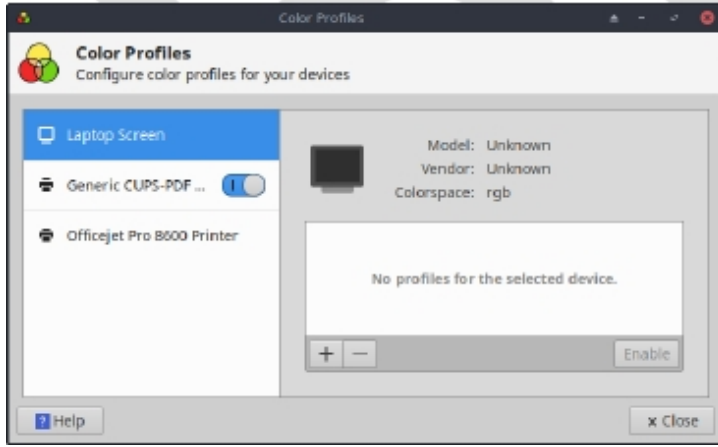 Color Profiles
Color Profiles
Configure color profiles for your devices
Laptop Screen
Generic CUPS-PDF ...
Officejet Pro 8600 Printer
Model: Unknown
Vendor: Unknown
Colorspace: rgb
No profiles for the selected device.
+ −
Enable
? Help
x Close